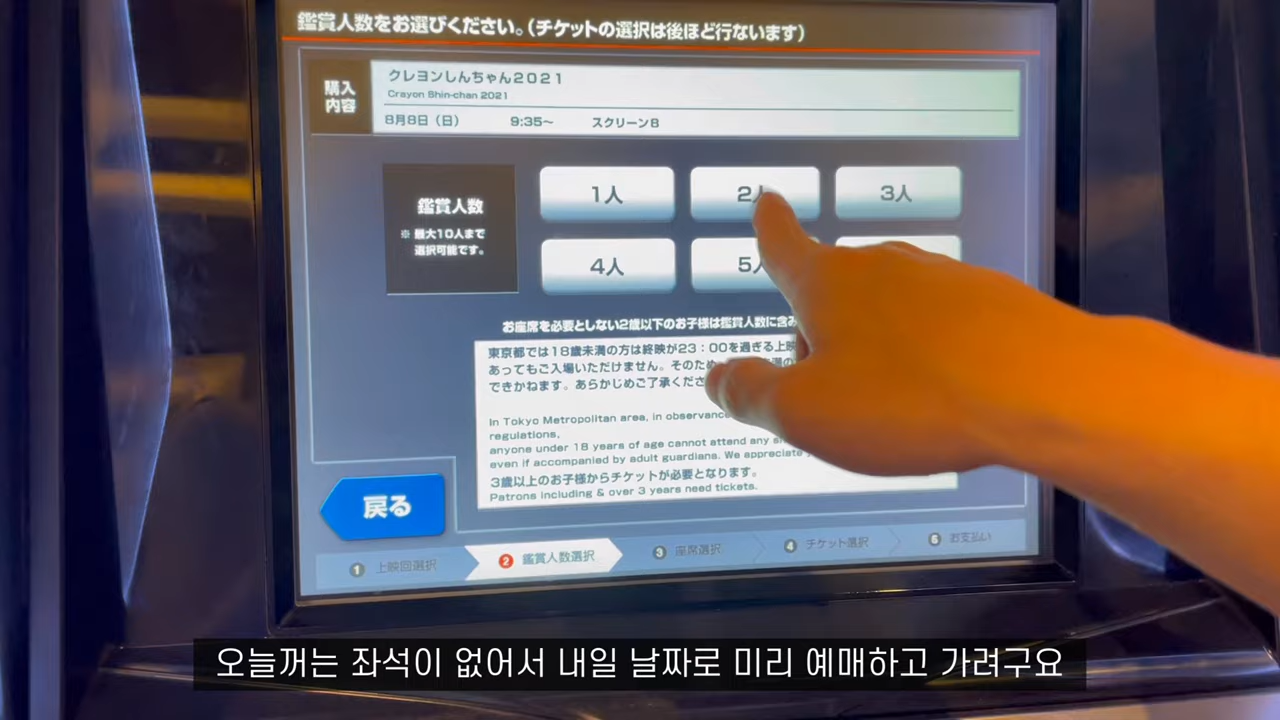 鑑賞人数をお選びください。(チケットの選択は後ほど行ないます)
購入
内容
クレヨンしんちゃん2021
Crayon Shin-chan 2021
8月8日(日) 9:35~ スクリーン8
鑑賞人数
※ 最大10人まで
選択可能です。
1人 2人 3人
4人 5人
お座席を必要としない2歳以下のお子様は鑑賞人数に含み
東京都では18歳未満の方は終映が23:00を過ぎる上映
あってもご入場いただけません。そのため
できかねます。あらかじめご了承くださ
In Tokyo Metropolitan area, in observance
regulations,
anyone under 18 years of age cannot attend any
even if accompanied by adult guardians. We appreciate
3歳以上のお子様からチケットが必要となります。
Patrons including & over 3 years need tickets.
戻る
1 上映回選択 2 鑑賞人数選択 3 座席選択 4 チケット選択 5 お支払い
오늘꺼는 좌석이 없어서 내일 날짜로 미리 예매하고 가려구요